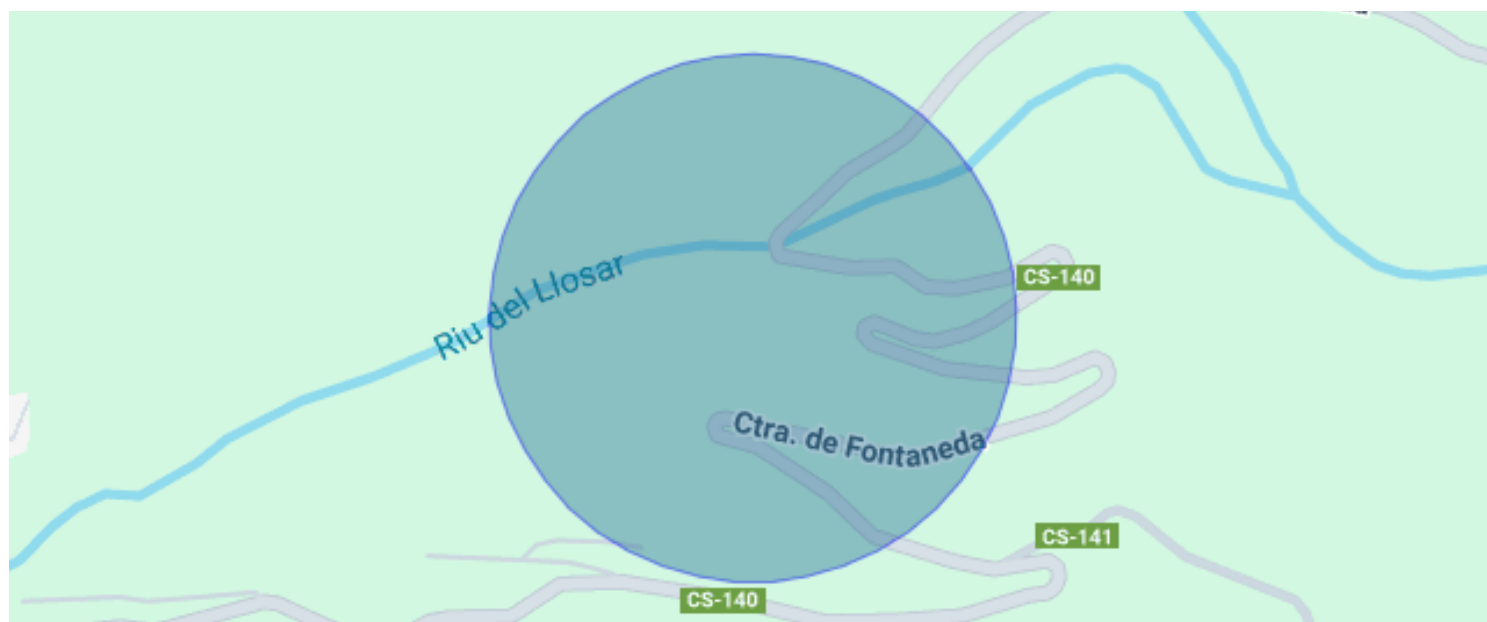 CS-140
Riu del Llosar
Ctra. de Fontaneda
CS-141
CS-140